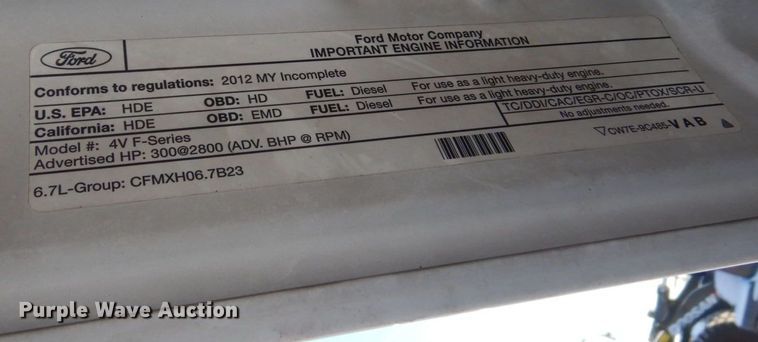 Ford
Ford Motor Company
IMPORTANT ENGINE INFORMATION
Conforms to regulations: 2012 MY Incomplete
U.S. EPA: HDE OBD: HD FUEL: Diesel For use as a light heavy-duty engine.
California: HDE OBD: EMD FUEL: Diesel For use as a light heavy-duty engine.
Model #: 4V F-Series TC/DDI/CAC/EGR-C/OC/PTOX/SCR-U
Advertised HP: 300@2800 (ADV. BHP @ RPM) No adjustments needed.
CW7E-9C485-VAB
6.7L-Group: CFMXH06.7B23
Purple Wave Auction